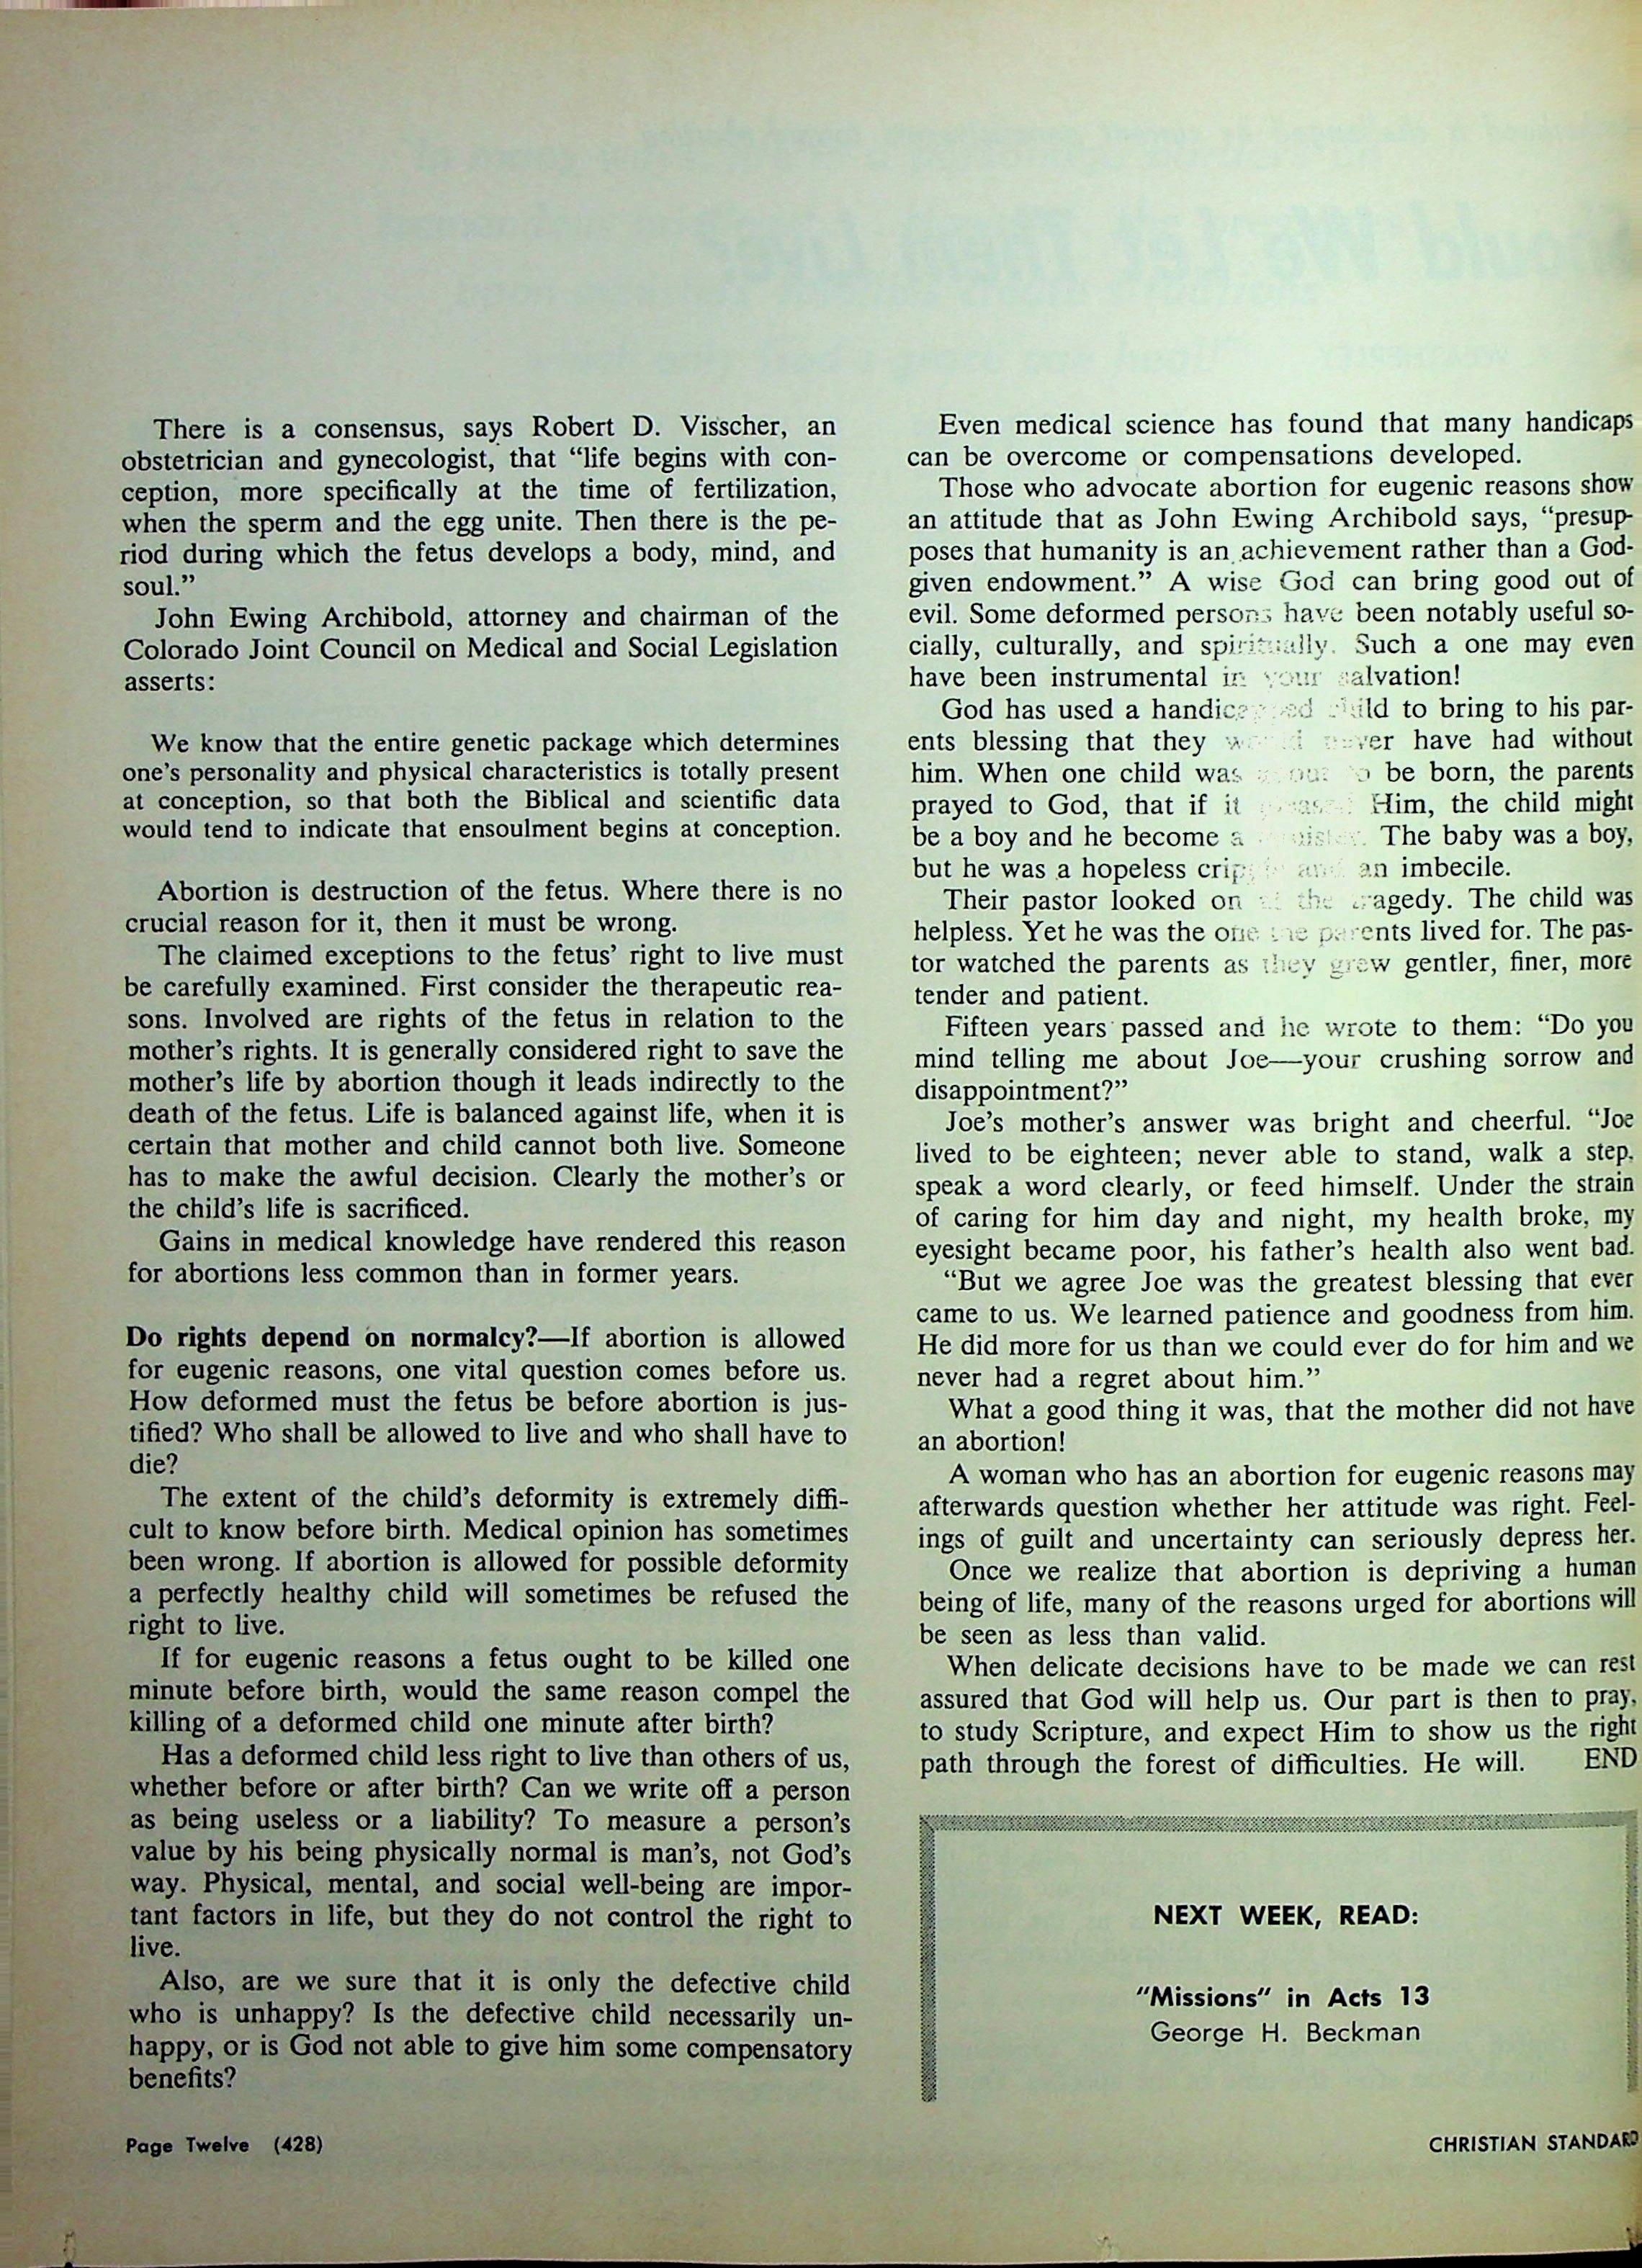 There is a consensus, says Robert D. Visscher, an
obstetrician and gynecologist, that “life begins with con-
ception, more specifically at the time of fertilization,
when the sperm and the egg unite. Then there is the pe-
riod during which the fetus develops a body, mind, and
soul.”
John Ewing Archibold, attorney and chairman of the
Colorado Joint Council on Medical and Social Legislation
asserts:
We know that the entire genetic package which determines
one’s personality and physical characteristics is totally present
at conception, so that both the Biblical and scientific data
would tend to indicate that ensoulment begins at conception.
Abortion is destruction of the fetus. Where there is no
crucial reason for it, then it must be wrong.
The claimed exceptions to the fetus’ right to live must
be carefully examined. First consider the therapeutic rea-
sons. Involved are rights of the fetus in relation to the
mother’s rights. It is generally considered right to save the
mother’s life by abortion though it leads indirectly to the
death of the fetus. Life is balanced against life, when it is
certain that mother and child cannot both live. Someone
has to make the awful decision. Clearly the mother’s or
the child’s life is sacrificed.
Gains in medical knowledge have rendered this reason
for abortions less common than in former years.
Do rights depend on normalcy?—If abortion is allowed
for eugenic reasons, one vital question comes before us.
How deformed must the fetus be before abortion is jus-
tified? Who shall be allowed to live and who shall have to
die?
The extent of the child’s deformity is extremely diffi-
cult to know before birth. Medical opinion has sometimes
been wrong. If abortion is allowed for possible deformity
a perfectly healthy child will sometimes be refused the
right to live.
If for eugenic reasons a fetus ought to be killed one
minute before birth, would the same reason compel the
killing of a deformed child one minute after birth?
Has a deformed child less right to live than others of us,
whether before or after birth? Can we write off a person
as being useless or a liability? To measure a person’s
value by his being physically normal is man’s, not God’s
way. Physical, mental, and social well-being are impor-
tant factors in life, but they do not control the right to
live.
Also, are we sure that it is only the defective child
who is unhappy? Is the defective child necessarily un-
happy, or is God not able to give him some compensatory
benefits?
Even medical science has found that many handicaps
can be overcome or compensations developed.
Those who advocate abortion for eugenic reasons show
an attitude that as John Ewing Archibold says, “presup-
poses that humanity is an achievement rather than a God-
given endowment.” A wise God can bring good out of
evil. Some deformed persons have been notably useful so-
cially, culturally, and spiritually. Such a one may even
have been instrumental in your salvation!
God has used a handicapped child to bring to his par-
ents blessing that they would never have had without
him. When one child was about to be born, the parents
prayed to God, that if it pleased Him, the child might
be a boy and he become a minister. The baby was a boy,
but he was a hopeless cripple and an imbecile.
Their pastor looked on at the tragedy. The child was
helpless. Yet he was the one the parents lived for. The pas-
tor watched the parents as they grew gentler, finer, more
tender and patient.
Fifteen years passed and he wrote to them: “Do you
mind telling me about Joe—your crushing sorrow and
disappointment?”
Joe’s mother’s answer was bright and cheerful. “Joe
lived to be eighteen; never able to stand, walk a step,
speak a word clearly, or feed himself. Under the strain
of caring for him day and night, my health broke, my
eyesight became poor, his father’s health also went bad.
“But we agree Joe was the greatest blessing that ever
came to us. We learned patience and goodness from him.
He did more for us than we could ever do for him and we
never had a regret about him.”
What a good thing it was, that the mother did not have
an abortion!
A woman who has an abortion for eugenic reasons may
afterwards question whether her attitude was right. Feel-
ings of guilt and uncertainty can seriously depress her.
Once we realize that abortion is depriving a human
being of life, many of the reasons urged for abortions will
be seen as less than valid.
When delicate decisions have to be made we can rest
assured that God will help us. Our part is then to pray,
to study Scripture, and expect Him to show us the right
path through the forest of difficulties. He will. END
NEXT WEEK, READ:
“Missions” in Acts 13
George H. Beckman
Page Twelve (428)
CHRISTIAN STANDARD